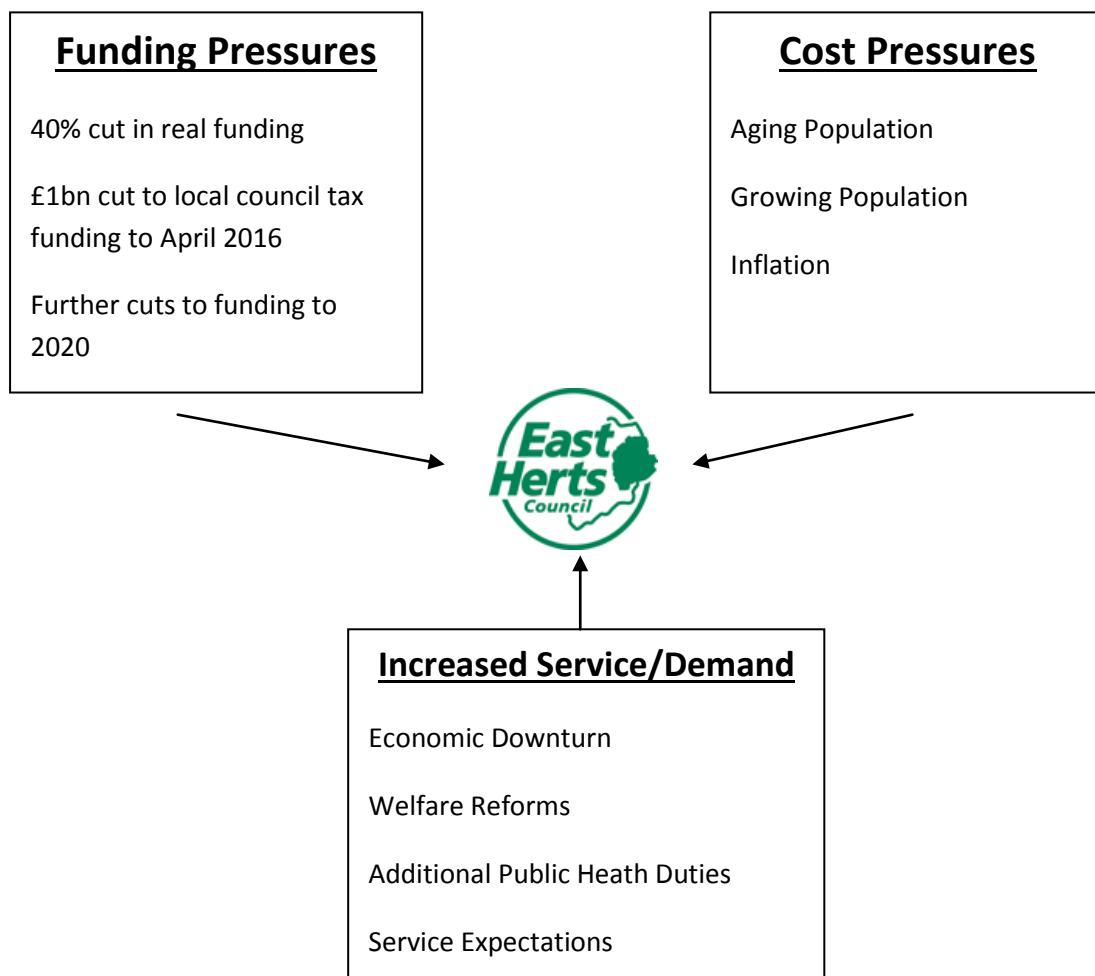 Funding Pressures
40% cut in real funding
£1bn cut to local council tax
funding to April 2016
Further cuts to funding to
2020
Cost Pressures
Aging Population
Growing Population
Inflation
East
Herts
Council
Increased Service/Demand
Economic Downturn
Welfare Reforms
Additional Public Heath Duties
Service Expectations